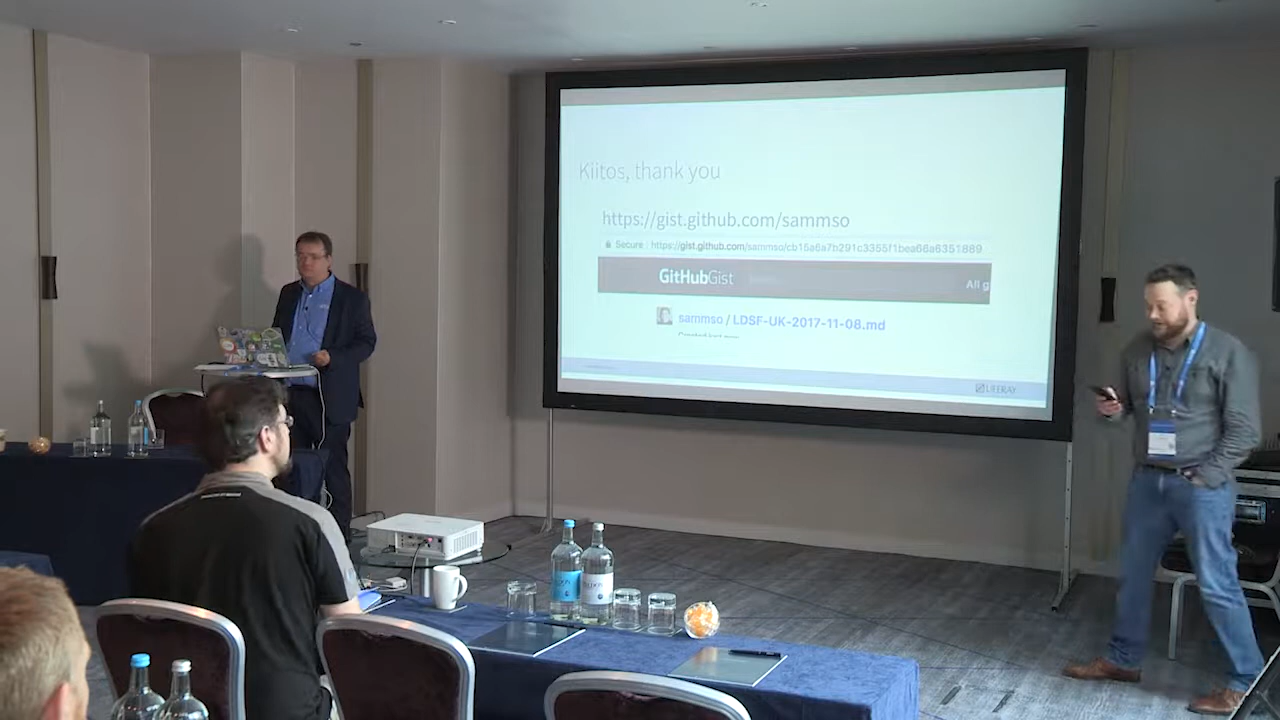 Kiitos, thank you
https://gist.github.com/sammso
Secure https://gist.github.com/sammso/cb15a6a7b291c3355f1bea68a6351889
GitHubGist
All g
sammso / LDSF-UK-2017-11-08.md
LIFERAY